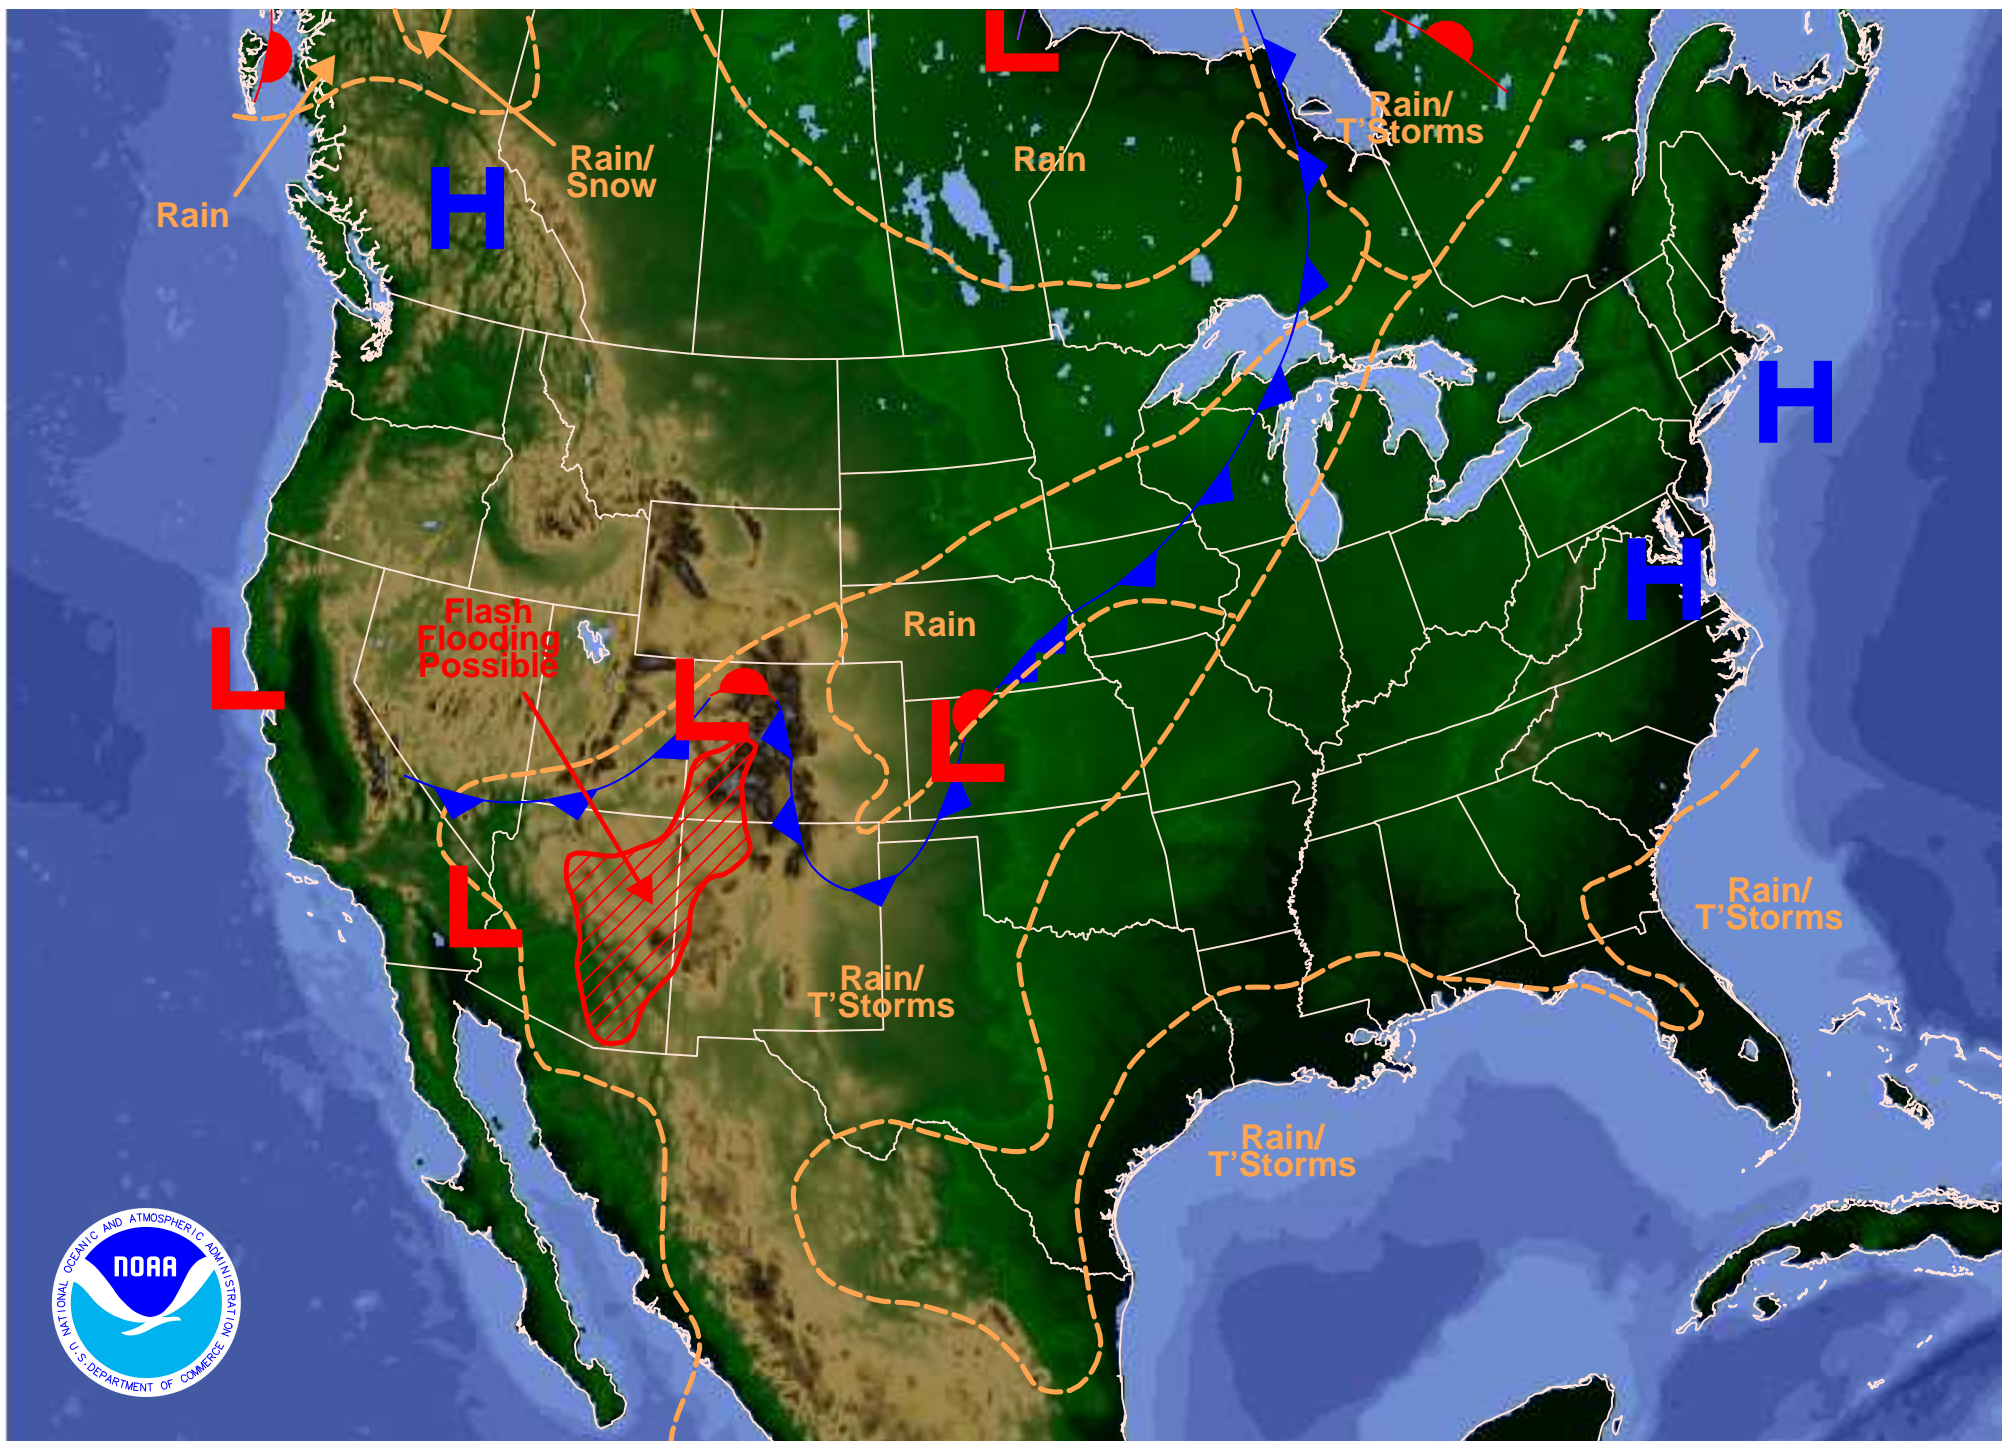 L
Rain/
T'Storms
Rain
Rain/
Snow
H
Rain
H
H
Flash
Flooding
Possible
Rain
L
L
L
L
Rain/
T'Storms
Rain/
T'Storms
Rain/
T'Storms
NATIONAL OCEANIC AND ATMOSPHERIC ADMINISTRATION
NOAA
U.S. DEPARTMENT OF COMMERCE